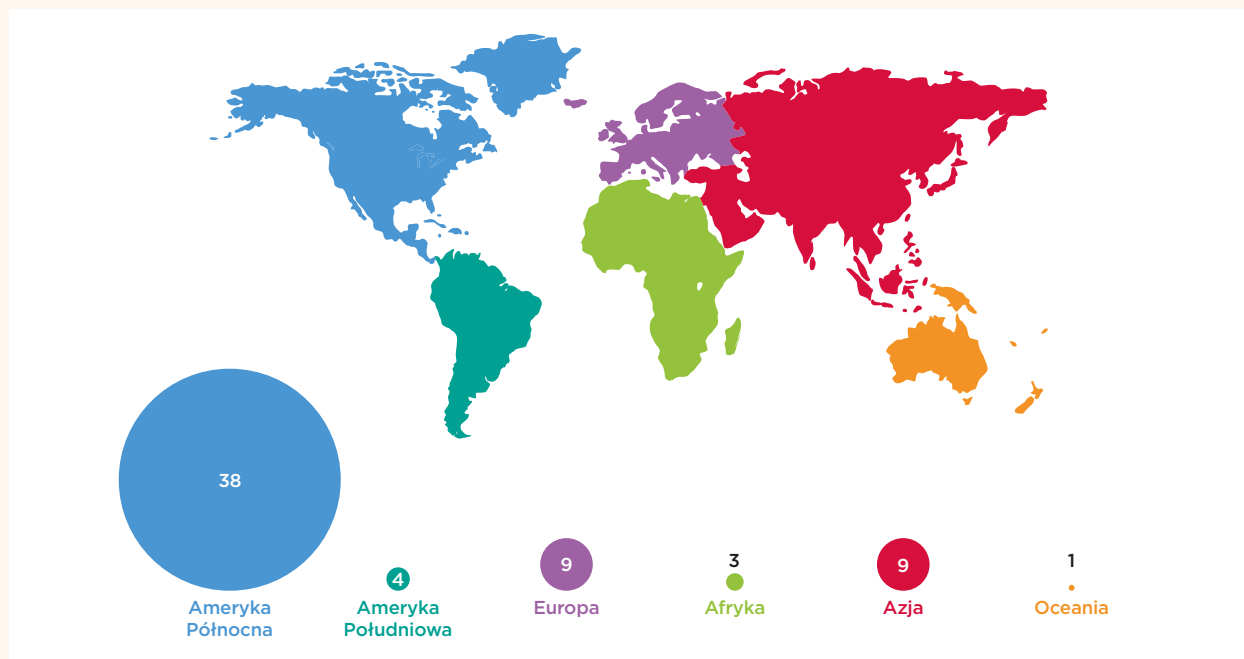 38
Ameryka
Północna
4
Ameryka
Południowa
9
Europa
3
Afryka
9
Azja
1
Oceania